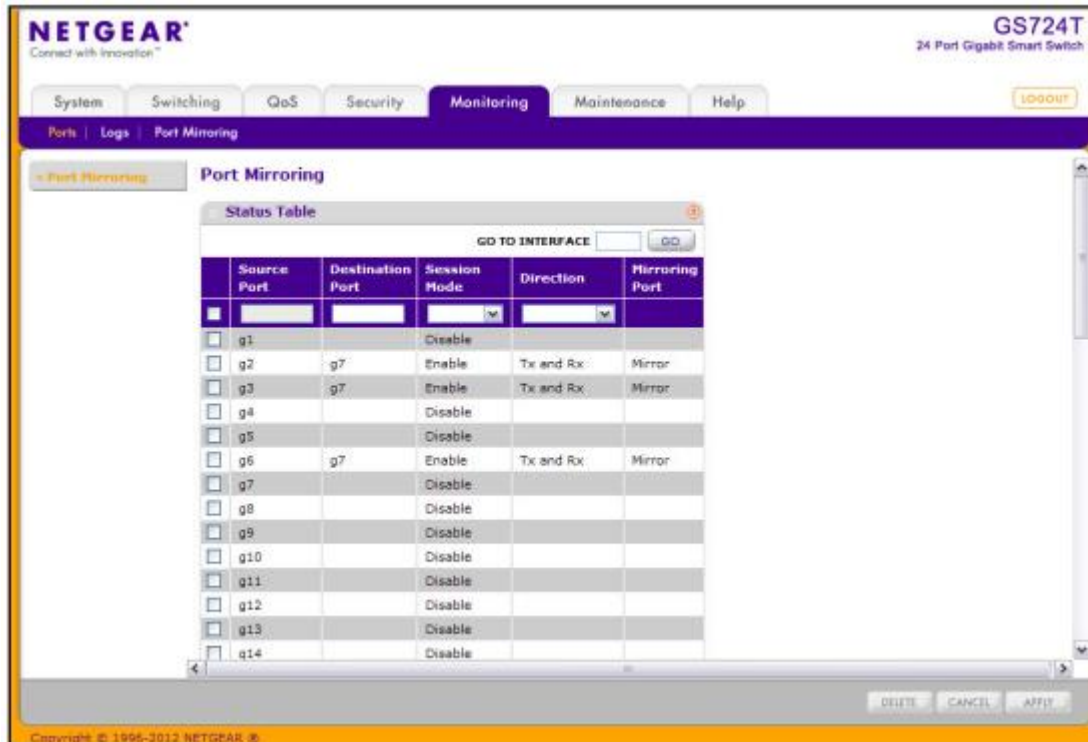 NETGEAR®
GS724T
Connect with Innovation™
24 Port Gigabit Smart Switch
System Switching QoS Security Monitoring Maintenance Help LOGOUT
Ports | Logs | Port Mirroring
Port Mirroring
Port Mirroring
Status Table
GO TO INTERFACE GO
Source Port Destination Port Session Mode Direction Mirroring Port
g1 Disable
g2 g7 Enable Tx and Rx Mirror
g3 g7 Enable Tx and Rx Mirror
g4 Disable
g5 Disable
g6 g7 Enable Tx and Rx Mirror
g7 Disable
g8 Disable
g9 Disable
g10 Disable
g11 Disable
g12 Disable
g13 Disable
g14 Disable
DELETE CANCEL APPLY
Copyright © 1996-2012 NETGEAR ®